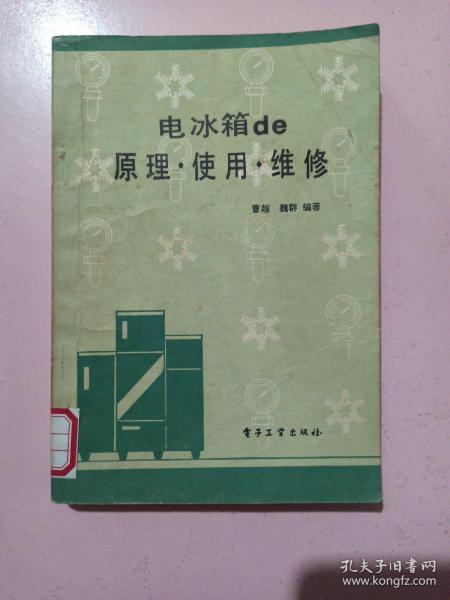 电冰箱de
原理·使用·维修
曹超 魏群 编著
电子工业出版社
孔夫子旧书网
www.kongfz.com